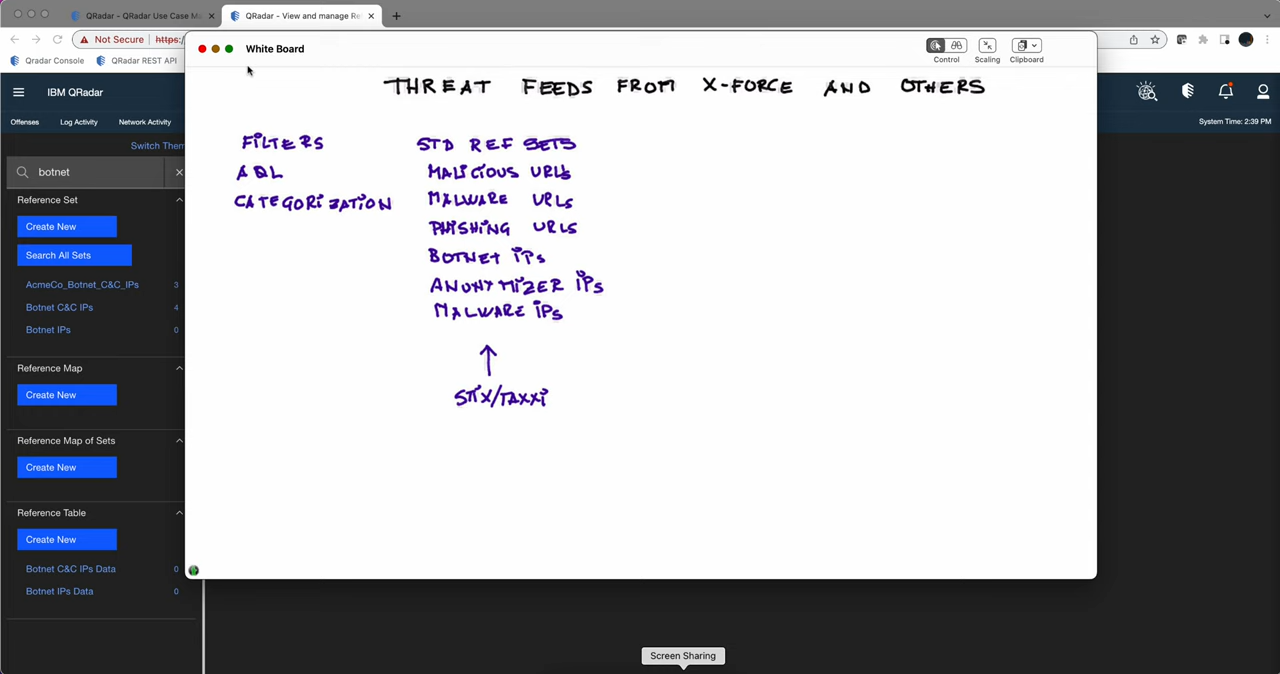 QRadar - QRadar Use Case Ma
QRadar - View and manage Re
Not Secure
https:/
Qradar Console
QRadar REST API
White Board
Control
Scaling
Clipboard
IBM QRadar
Offenses
Log Activity
Network Activity
System Time: 2:39 PM
Switch Them
botnet
Reference Set
Create New
Search All Sets
AcmeCo_Botnet_C&C_IPs 3
Botnet C&C IPs 4
Botnet IPs 0
Reference Map
Create New
Reference Map of Sets
Create New
Reference Table
Create New
Botnet C&C IPs Data 0
Botnet IPs Data 0
THREAT FEEDS FROM X-FORCE AND OTHERS
FILTERS
AQL
CATEGORIZATION
STD REF SETS
MALICIOUS URLs
MALWARE URLs
PHISHING URLs
BOTNET IPs
ANONYMIZER IPs
MALWARE IPs
STIX/TAXXI
Screen Sharing